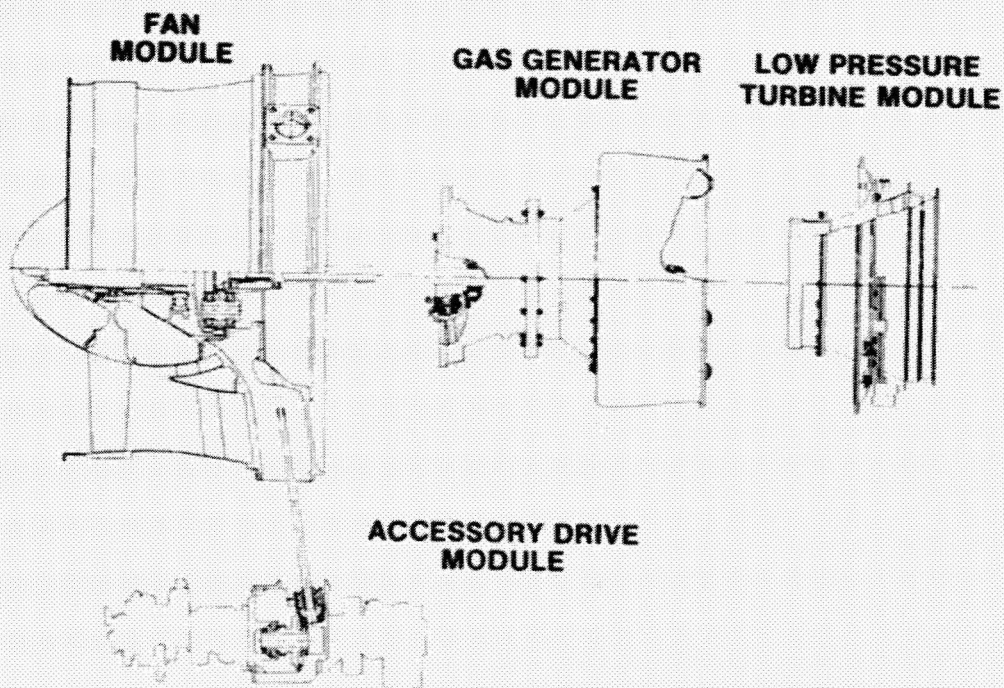 FAN
MODULE
GAS GENERATOR
MODULE
LOW PRESSURE
TURBINE MODULE
ACCESSORY DRIVE
MODULE